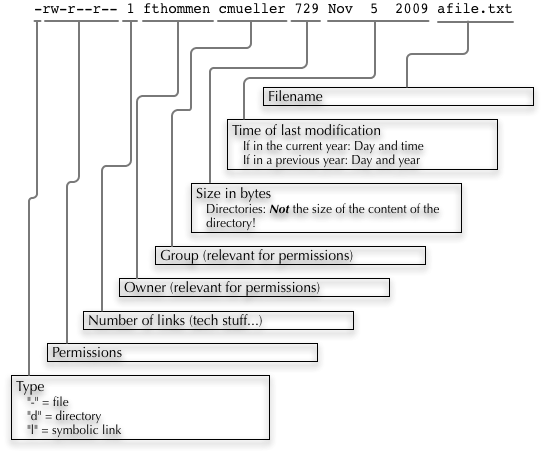 -rw-r--r-- 1 fthommen cmueller 729 Nov  5  2009 afile.txt
Filename
Time of last modification
If in the current year: Day and time
If in a previous year: Day and year
Size in bytes
Directories: Not the size of the content of the
directory!
Group (relevant for permissions)
Owner (relevant for permissions)
Number of links (tech stuff...)
Permissions
Type
"-" = file
"d" = directory
"l" = symbolic link